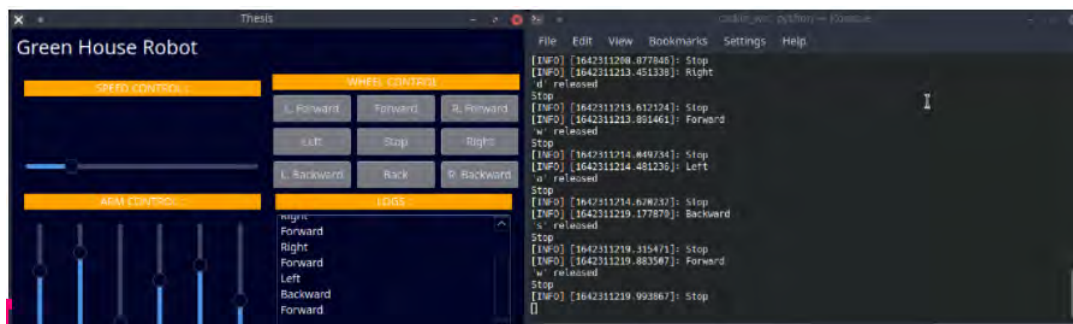 Thesis
Green House Robot
SPEED CONTROL :
WHEEL CONTROL
L. Forward Forward R. Forward
Left Stop Right
L. Backward Back R. Backward
ARM CONTROL :
LOGS :
Right
Forward
Right
Forward
Left
Backward
Forward
python — Konsole
File Edit View Bookmarks Settings Help
[INFO] [1642311208.877846]: Stop
[INFO] [1642311213.451338]: Right
'd' released
Stop
[INFO] [1642311213.612124]: Stop
[INFO] [1642311213.891461]: Forward
'w' released
Stop
[INFO] [1642311214.049734]: Stop
[INFO] [1642311214.481236]: Left
'a' released
Stop
[INFO] [1642311214.620232]: Stop
[INFO] [1642311219.177870]: Backward
's' released
Stop
[INFO] [1642311219.315471]: Stop
[INFO] [1642311219.883507]: Forward
'w' released
Stop
[INFO] [1642311219.993867]: Stop